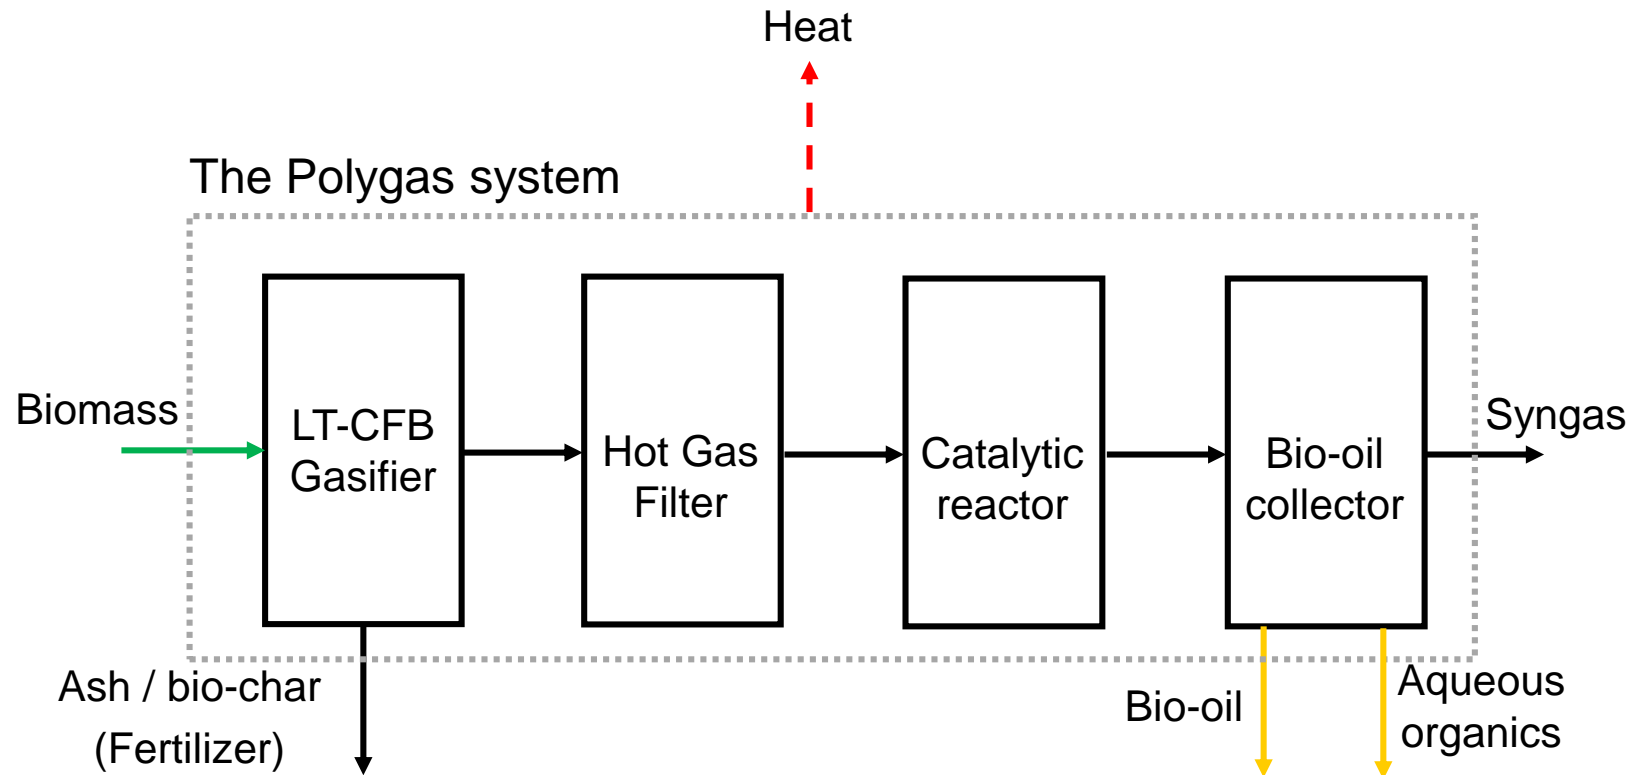 Heat
The Polygas system
Biomass
LT-CFB
Gasifier
Hot Gas
Filter
Catalytic
reactor
Bio-oil
collector
Syngas
Ash / bio-char
(Fertilizer)
Bio-oil
Aqueous
organics